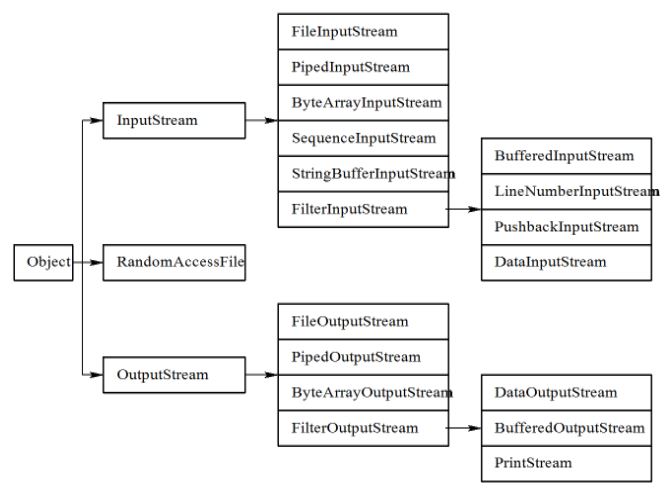 Object
InputStream
RandomAccessFile
OutputStream
FileInputStream
PipedInputStream
ByteArrayInputStream
SequenceInputStream
StringBufferInputStream
FilterInputStream
BufferedInputStream
LineNumberInputStream
PushbackInputStream
DataInputStream
FileOutputStream
PipedOutputStream
ByteArrayOutputStream
FilterOutputStream
DataOutputStream
BufferedOutputStream
PrintStream